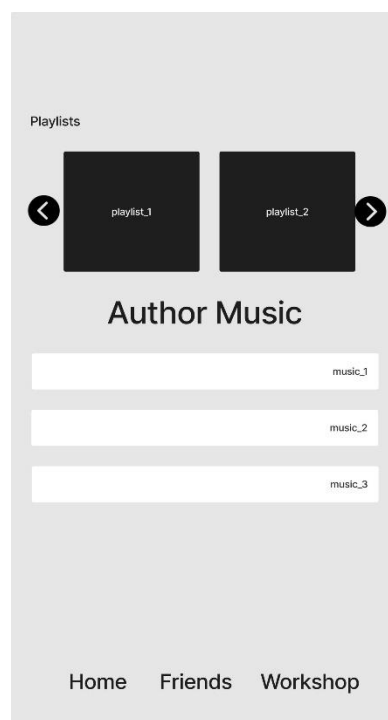 Playlists
playlist_1 playlist_2
Author Music
music_1
music_2
music_3
Home Friends Workshop